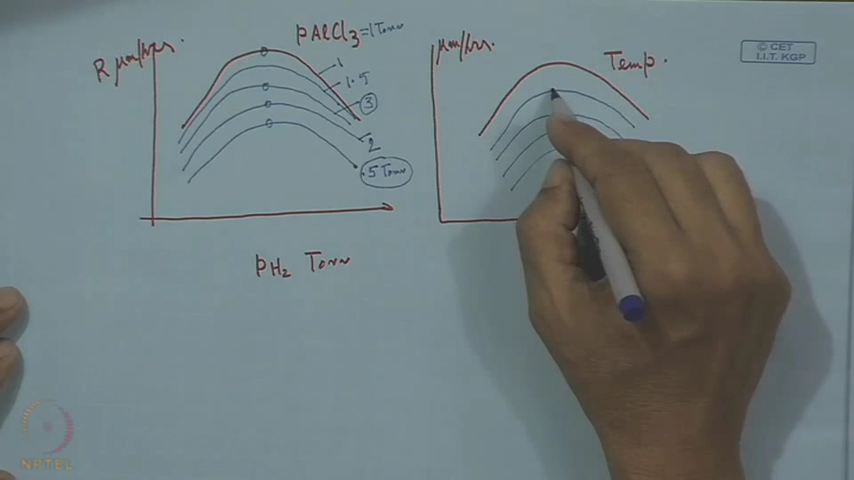 R µm/hrs.
pAlCl3 = 1 Torr
1
1.5
3
2
.5 Torr
pH2 Torr
µm/hr.
Temp.
© CET
I.I.T. KGP
NPTEL